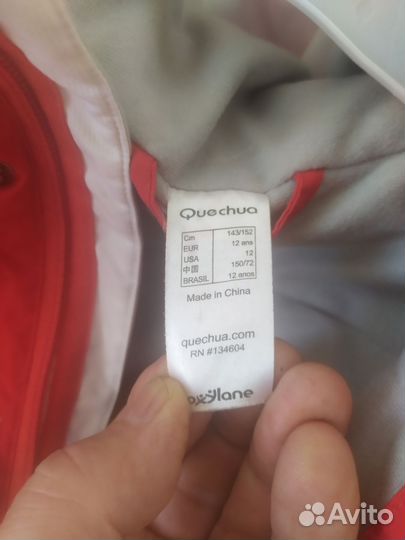 Quechua
Cm 143/152
EUR 12 ans
USA 12
中国 150/72
BRASIL 12 anos
Made in China
quechua.com
RN #134604
oxylane
Avito